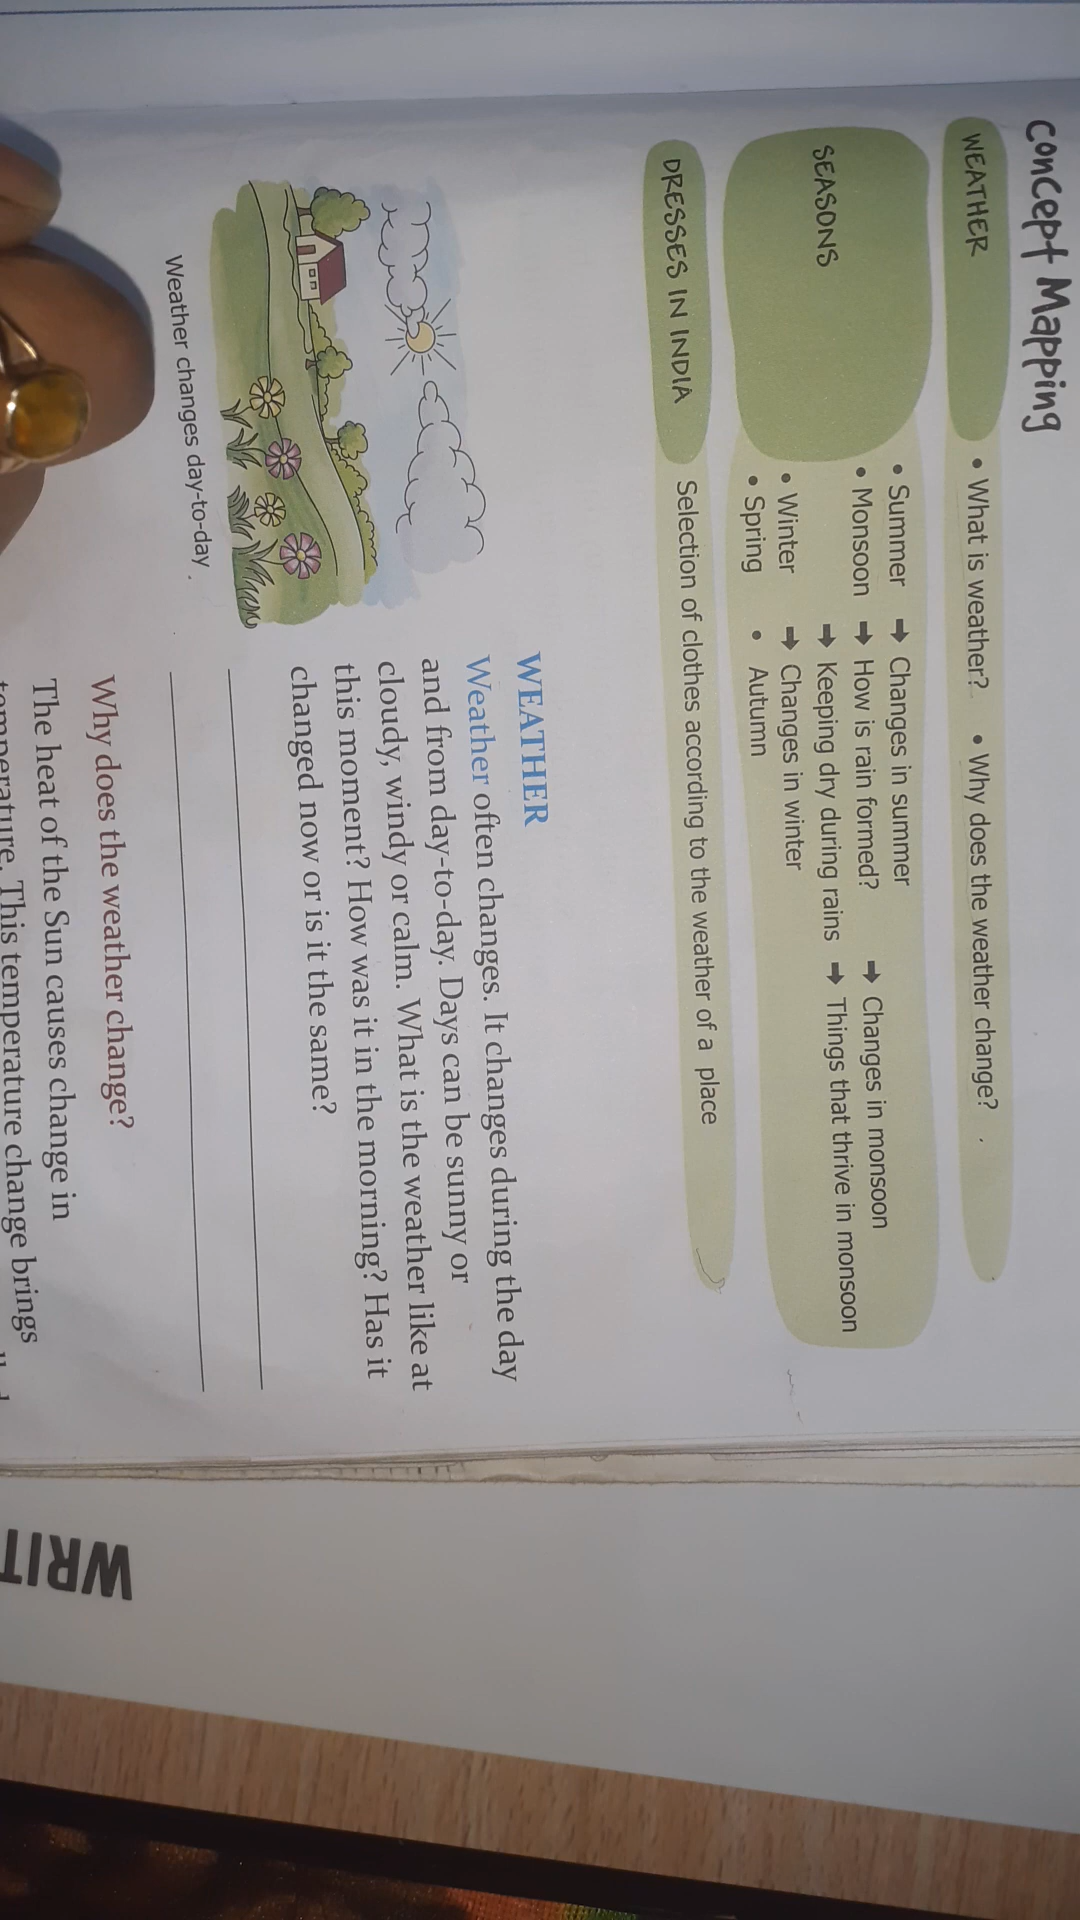 Concept Mapping
WEATHER
• What is weather? • Why does the weather change?
SEASONS
• Summer ➡ Changes in summer
• Monsoon ➡ How is rain formed? ➡ Changes in monsoon
➡ Keeping dry during rains ➡ Things that thrive in monsoon
• Winter ➡ Changes in winter
• Spring • Autumn
DRESSES IN INDIA
Selection of clothes according to the weather of a place
WEATHER
Weather often changes. It changes during the day
and from day-to-day. Days can be sunny or
cloudy, windy or calm. What is the weather like at
this moment? How was it in the morning? Has it
changed now or is it the same?
Weather changes day-to-day
Why does the weather change?
The heat of the Sun causes change in
temperature. This temperature change brings
WRIT